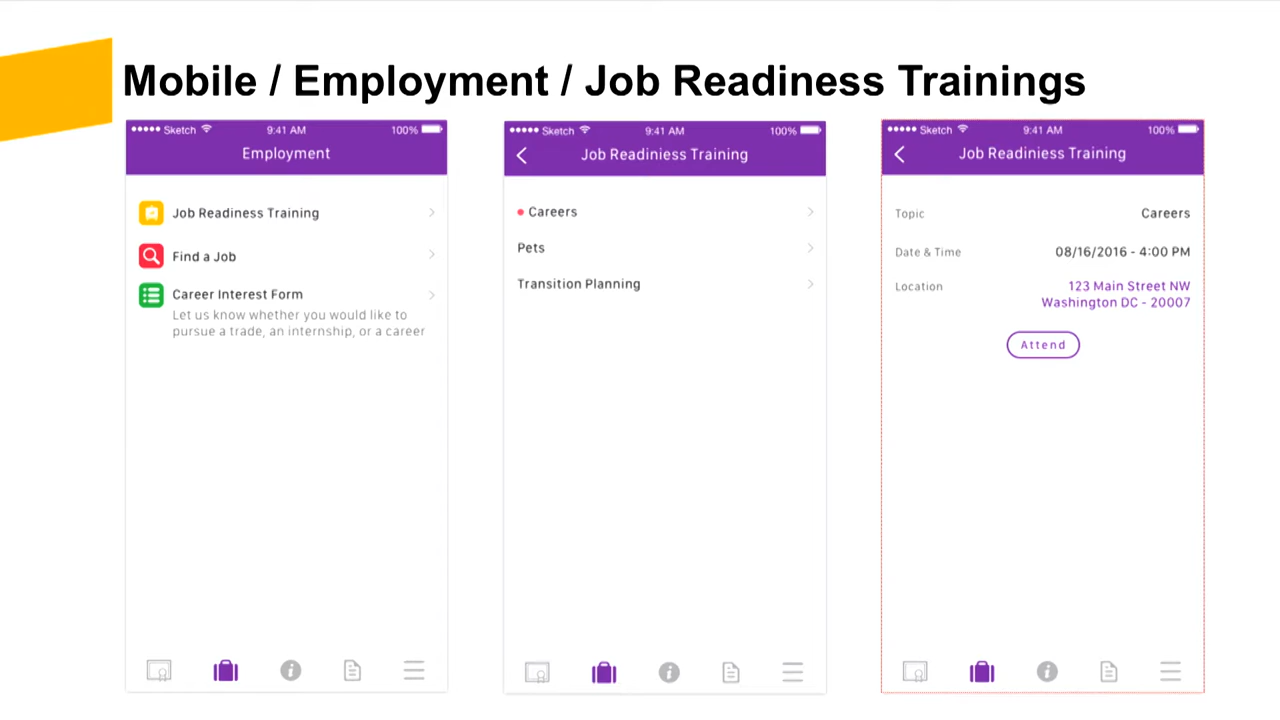 Mobile / Employment / Job Readiness Trainings
Sketch 9:41 AM 100%
Employment
Job Readiness Training
Find a Job
Career Interest Form
Let us know whether you would like to
pursue a trade, an internship, or a career
Sketch 9:41 AM 100%
Job Readiniess Training
Careers
Pets
Transition Planning
Sketch 9:41 AM 100%
Job Readiniess Training
Topic Careers
Date & Time 08/16/2016 - 4:00 PM
Location 123 Main Street NW
Washington DC - 20007
Attend